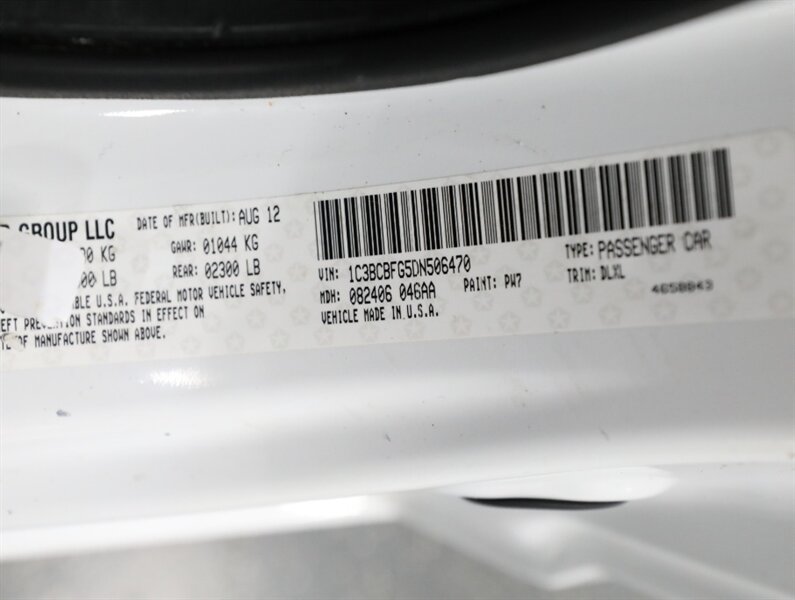 GROUP LLC DATE OF MFR(BUILT): AUG 12
KG GAWR: 01044 KG
LB REAR: 02300 LB
ABLE U.S.A. FEDERAL MOTOR VEHICLE SAFETY,
EFT PREVENTION STANDARDS IN EFFECT ON
OF MANUFACTURE SHOWN ABOVE.
VIN: 1C3BCBFG5DN506470 TYPE: PASSENGER CAR
MDH: 082406 046AA PAINT: PW7 TRIM: DLXL
VEHICLE MADE IN U.S.A. 4658843